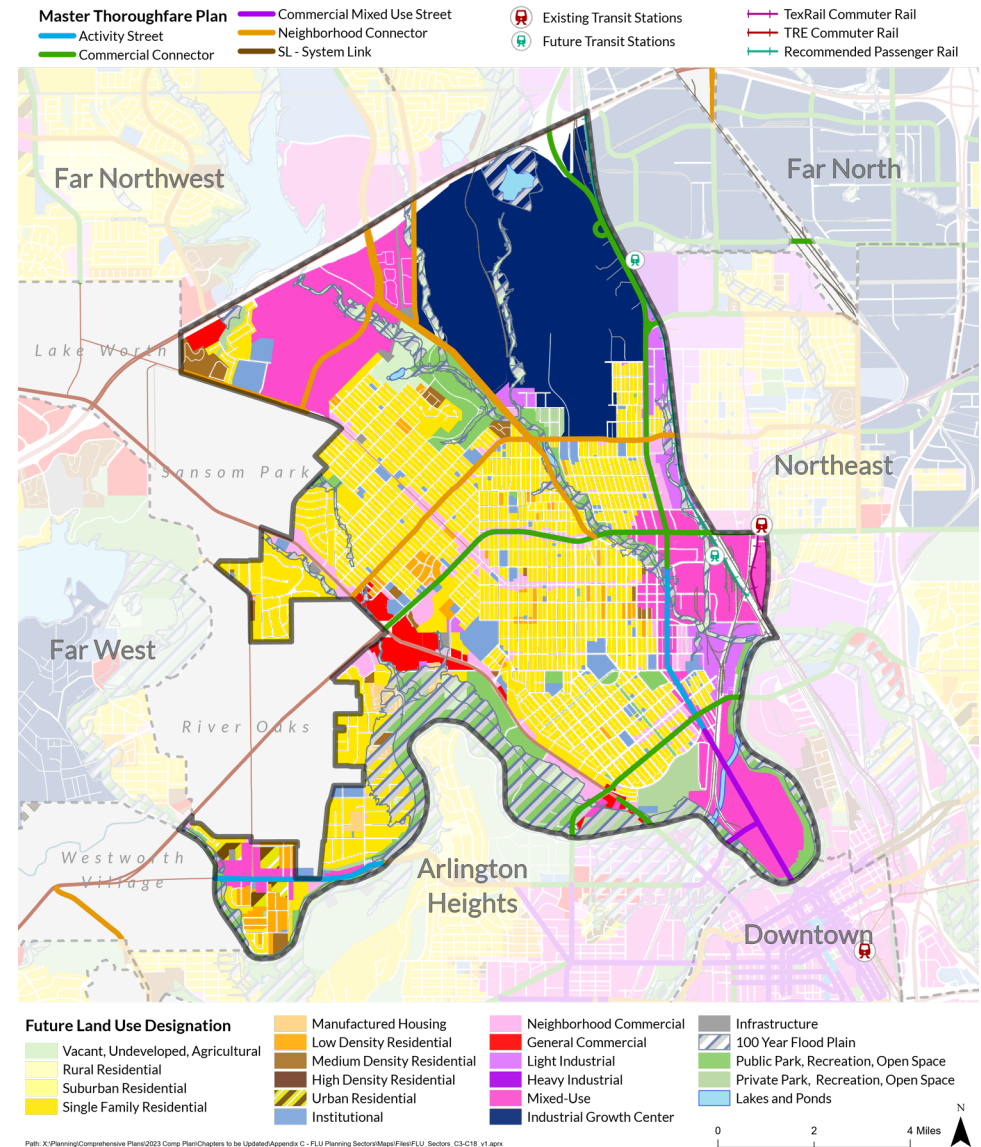 Master Thoroughfare Plan
Activity Street
Commercial Connector
Commercial Mixed Use Street
Neighborhood Connector
SL - System Link
Existing Transit Stations
Future Transit Stations
TexRail Commuter Rail
TRE Commuter Rail
Recommended Passenger Rail
Far Northwest
Far North
Lake Worth
Sansom Park
Northeast
Far West
River Oaks
Westworth
Village
Arlington
Heights
Downtown
Future Land Use Designation
Vacant, Undeveloped, Agricultural
Rural Residential
Suburban Residential
Single Family Residential
Manufactured Housing
Low Density Residential
Medium Density Residential
High Density Residential
Urban Residential
Institutional
Neighborhood Commercial
General Commercial
Light Industrial
Heavy Industrial
Mixed-Use
Industrial Growth Center
Infrastructure
100 Year Flood Plain
Public Park, Recreation, Open Space
Private Park, Recreation, Open Space
Lakes and Ponds
N
0 2 4 Miles
Path: X:\Planning\Comprehensive Plans\2023 Comp Plan\Chapters to be Updated\Appendix C - FLU Planning Sectors\Maps\Files\FLU_Sectors_C3-C18_v1.aprx